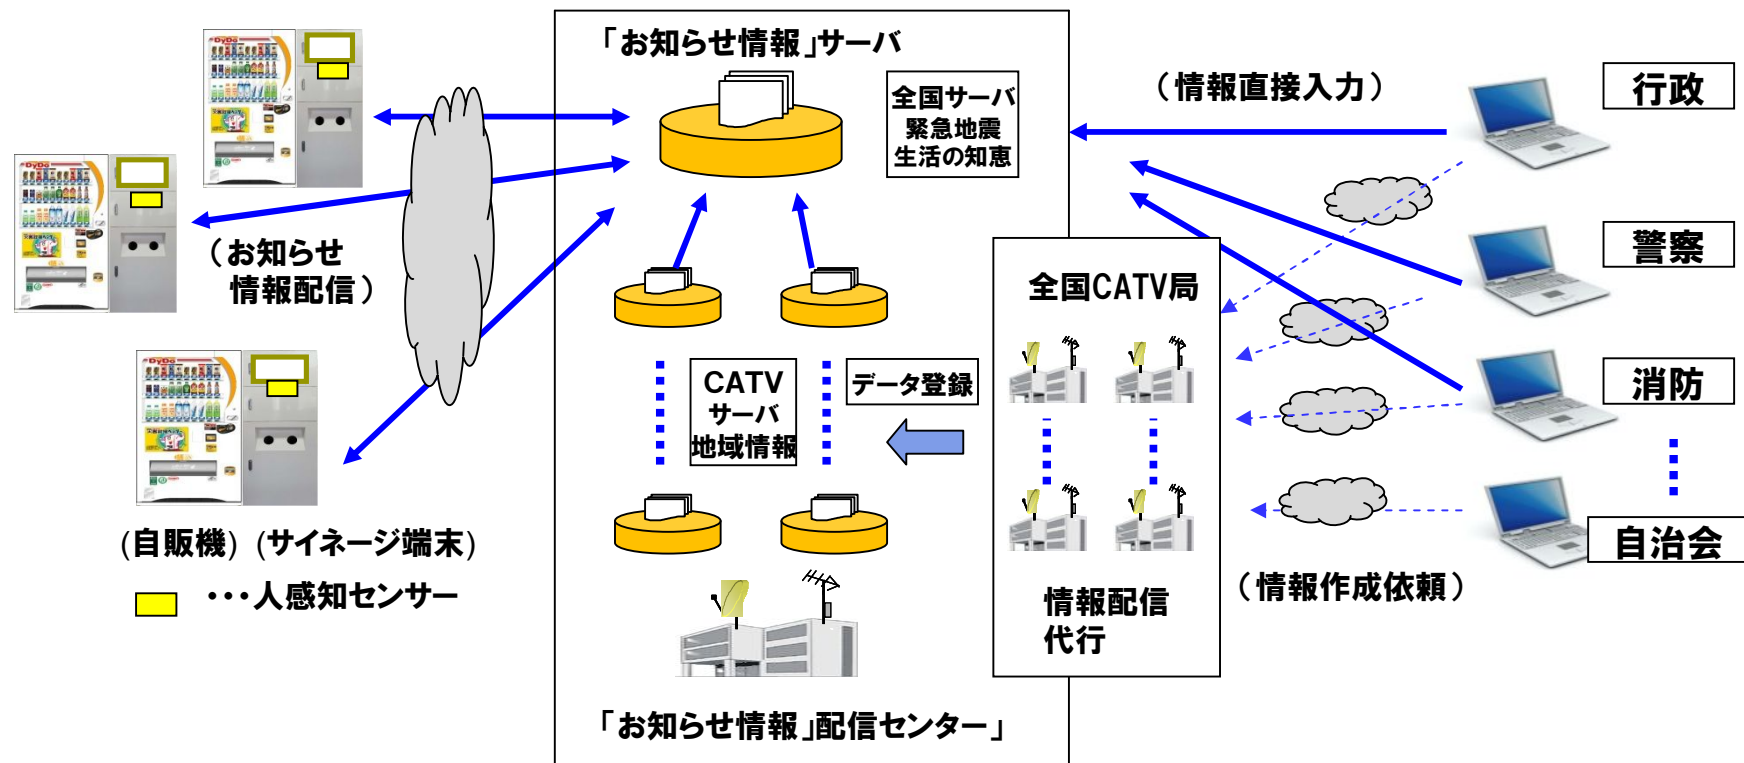 「お知らせ情報」サーバ
全国サーバ
緊急地震
生活の知恵
(情報直接入力)
行政
警察
消防
自治会
DyDo
DyDo
DyDo
(お知らせ
情報配信)
全国CATV局
CATV
サーバ
地域情報
データ登録
(自販機) (サイネージ端末)
・・・人感知センサー
情報配信
代行
(情報作成依頼)
「お知らせ情報」配信センター」